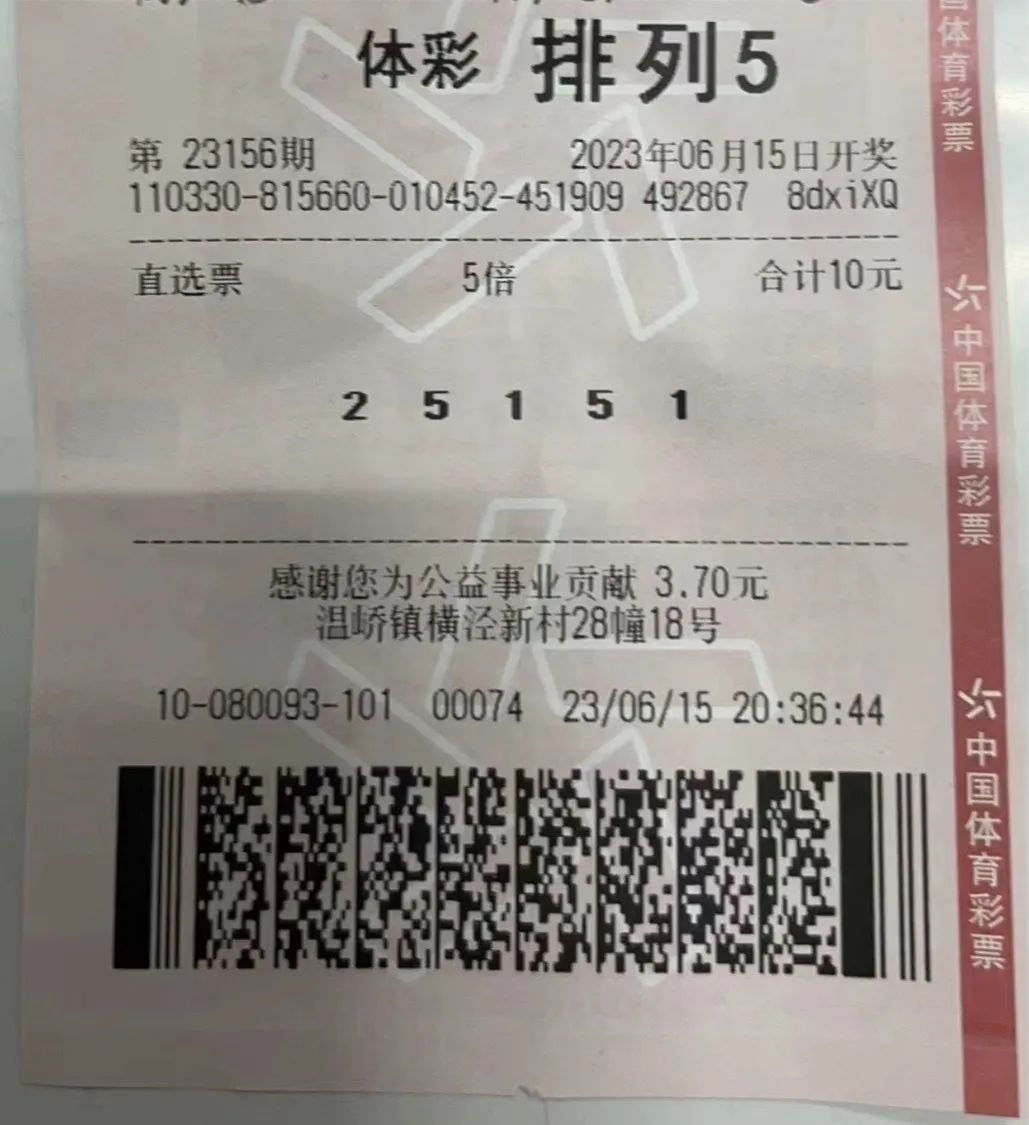 体彩 排列5
第 23156期 2023年06月15日开奖
110330-815660-010452-451909 492867 8dxiXQ
直选票 5倍 合计10元
2 5 1 5 1
感谢您为公益事业贡献 3.70元
温峤镇横泾新村28幢18号
10-080093-101 00074 23/06/15 20:36:44
国体育彩票
中国体育彩票
中国体育彩票